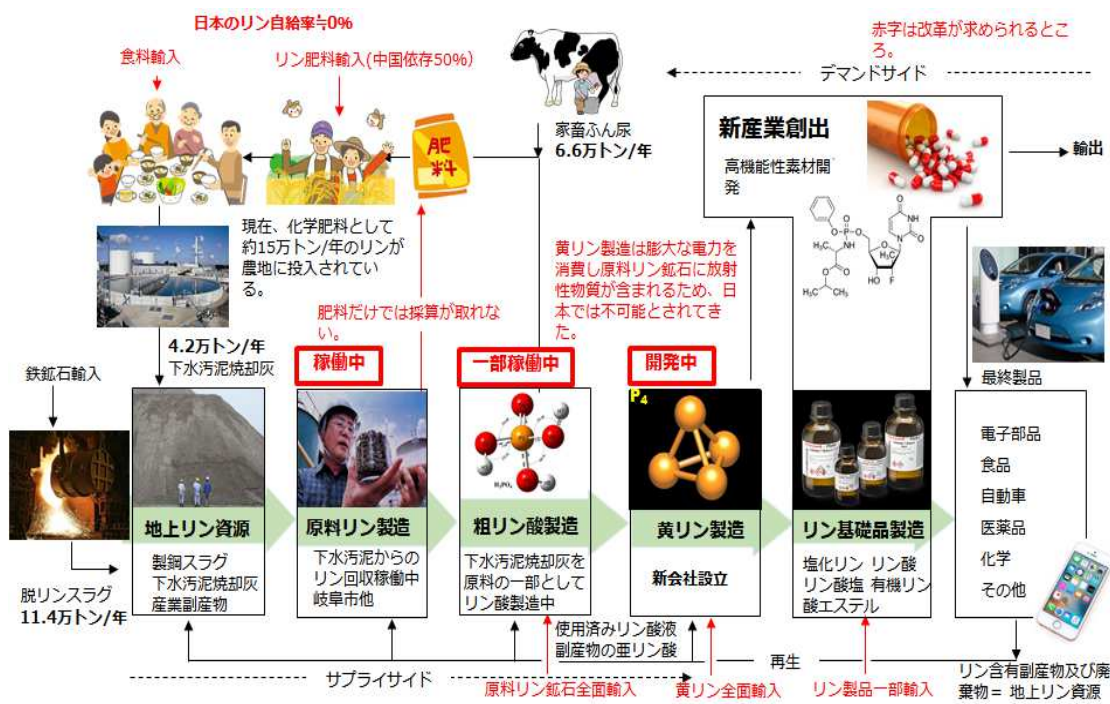 日本のリン自給率≒0%
赤字は改革が求められるとこ
ろ。
食料輸入
リン肥料輸入(中国依存50%)
デマンドサイド
家畜ふん尿
6.6万トン/年
肥
料
新産業創出
高機能性素材開
発
輸出
現在、化学肥料として
約15万トン/年のリンが
農地に投入されてい
る。
黄リン製造は膨大な電力を
消費し原料リン鉱石に放射
性物質が含まれるため、日
本では不可能とされてき
た。
肥料だけでは採算が取れな
い。
4.2万トン/年
下水汚泥焼却灰
稼働中
一部稼働中
開発中
鉄鉱石輸入
最終製品
H₃PO₄
P₄
地上リン資源
原料リン製造
粗リン酸製造
黄リン製造
リン基礎品製造
製鋼スラグ
下水汚泥焼却灰
産業副産物
下水汚泥からの
リン回収稼働中
岐阜市他
下水汚泥焼却灰を
原料の一部として
リン酸製造中
新会社設立
塩化リン リン酸
リン酸塩 有機リン
酸エステル
電子部品
食品
自動車
医薬品
化学
その他
脱リンスラグ
11.4万トン/年
使用済みリン酸液
副産物の亜リン酸
再生
サプライサイド
原料リン鉱石全面輸入
黄リン全面輸入
リン製品一部輸入
リン含有副産物及び廃
棄物= 地上リン資源